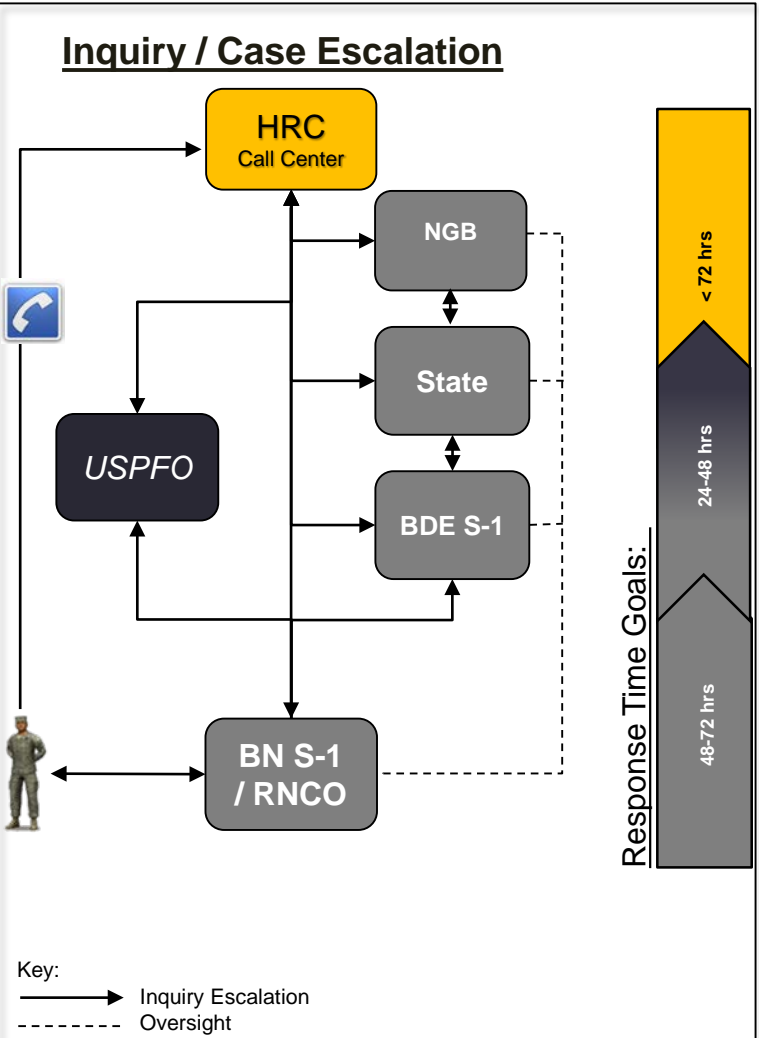 Inquiry / Case Escalation
HRC
Call Center
NGB
State
USPFO
BDE S-1
BN S-1
/ RNCO
Response Time Goals:
< 72 hrs
24-48 hrs
48-72 hrs
Key:
Inquiry Escalation
Oversight